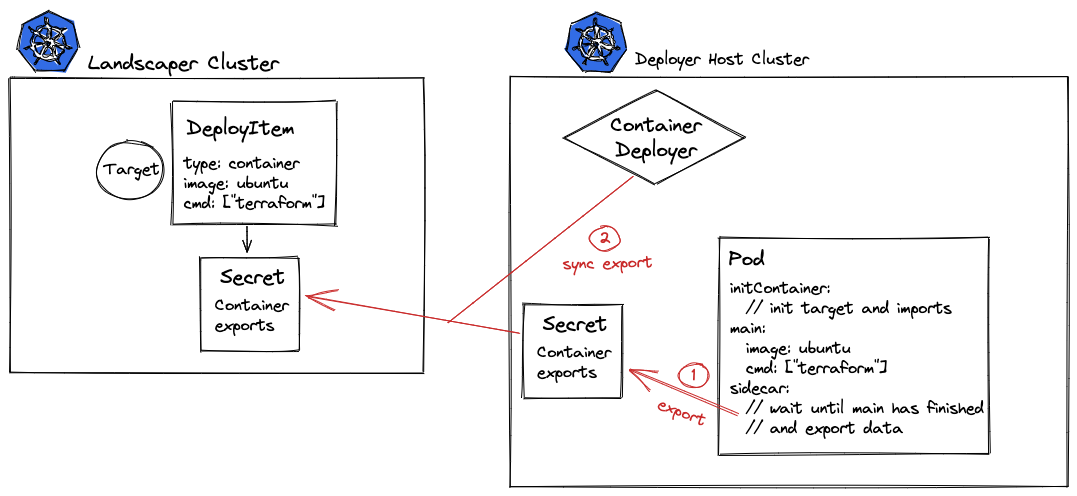 Landscaper Cluster
DeployItem
type: container
image: ubuntu
cmd: ["terraform"]
Target
Secret
Container
exports
Deployer Host Cluster
Container
Deployer
2
sync export
Secret
Container
exports
1
export
Pod
initContainer:
// init target and imports
main:
image: ubuntu
cmd: ["terraform"]
sidecar:
// wait until main has finished
// and export data